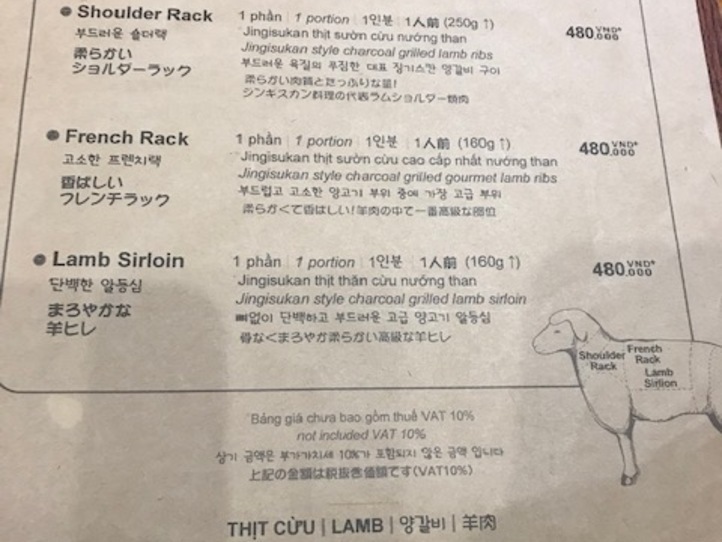 Shoulder Rack
부드러운 숄더랙
柔らかい
ショルダーラック
1 phần | 1 portion | 1인분 | 1人前 (250g ↑)
Jingisukan thịt sườn cừu nướng than
Jingisukan style charcoal grilled lamb ribs
부드러운 육질의 푸짐한 대표 징기스칸 양갈비 구이
柔らかい肉質とたっぷりな量!
シンギスカン料理の代表ラムショルダー焼肉
480.000 VND*
French Rack
고소한 프렌치랙
香ばしい
フレンチラック
1 phần | 1 portion | 1인분 | 1人前 (160g ↑)
Jingisukan thịt sườn cừu cao cấp nhất nướng than
Jingisukan style charcoal grilled gourmet lamb ribs
부드럽고 고소한 양고기 부위 중에 가장 고급 부위
柔らかくて香ばしい!羊肉の中で一番高級な部位
480.000 VND*
Lamb Sirloin
단백한 알등심
まろやかな
羊ヒレ
1 phần | 1 portion | 1인분 | 1人前 (160g ↑)
Jingisukan thịt thăn cừu nướng than
Jingisukan style charcoal grilled lamb sirloin
뼈없이 단백하고 부드러운 고급 양고기 알등심
骨なくまろやか柔らかい高級な羊ヒレ
480.000 VND*
Shoulder Rack
French Rack
Lamb Sirlion
*Bảng giá chưa bao gồm thuế VAT 10%
not included VAT 10%
상기 금액은 부가가치세 10%가 포함되지 않은 금액 입니다
上記の金額は税抜き価額です(VAT10%)
THỊT CỪU | LAMB | 양갈비 | 羊肉